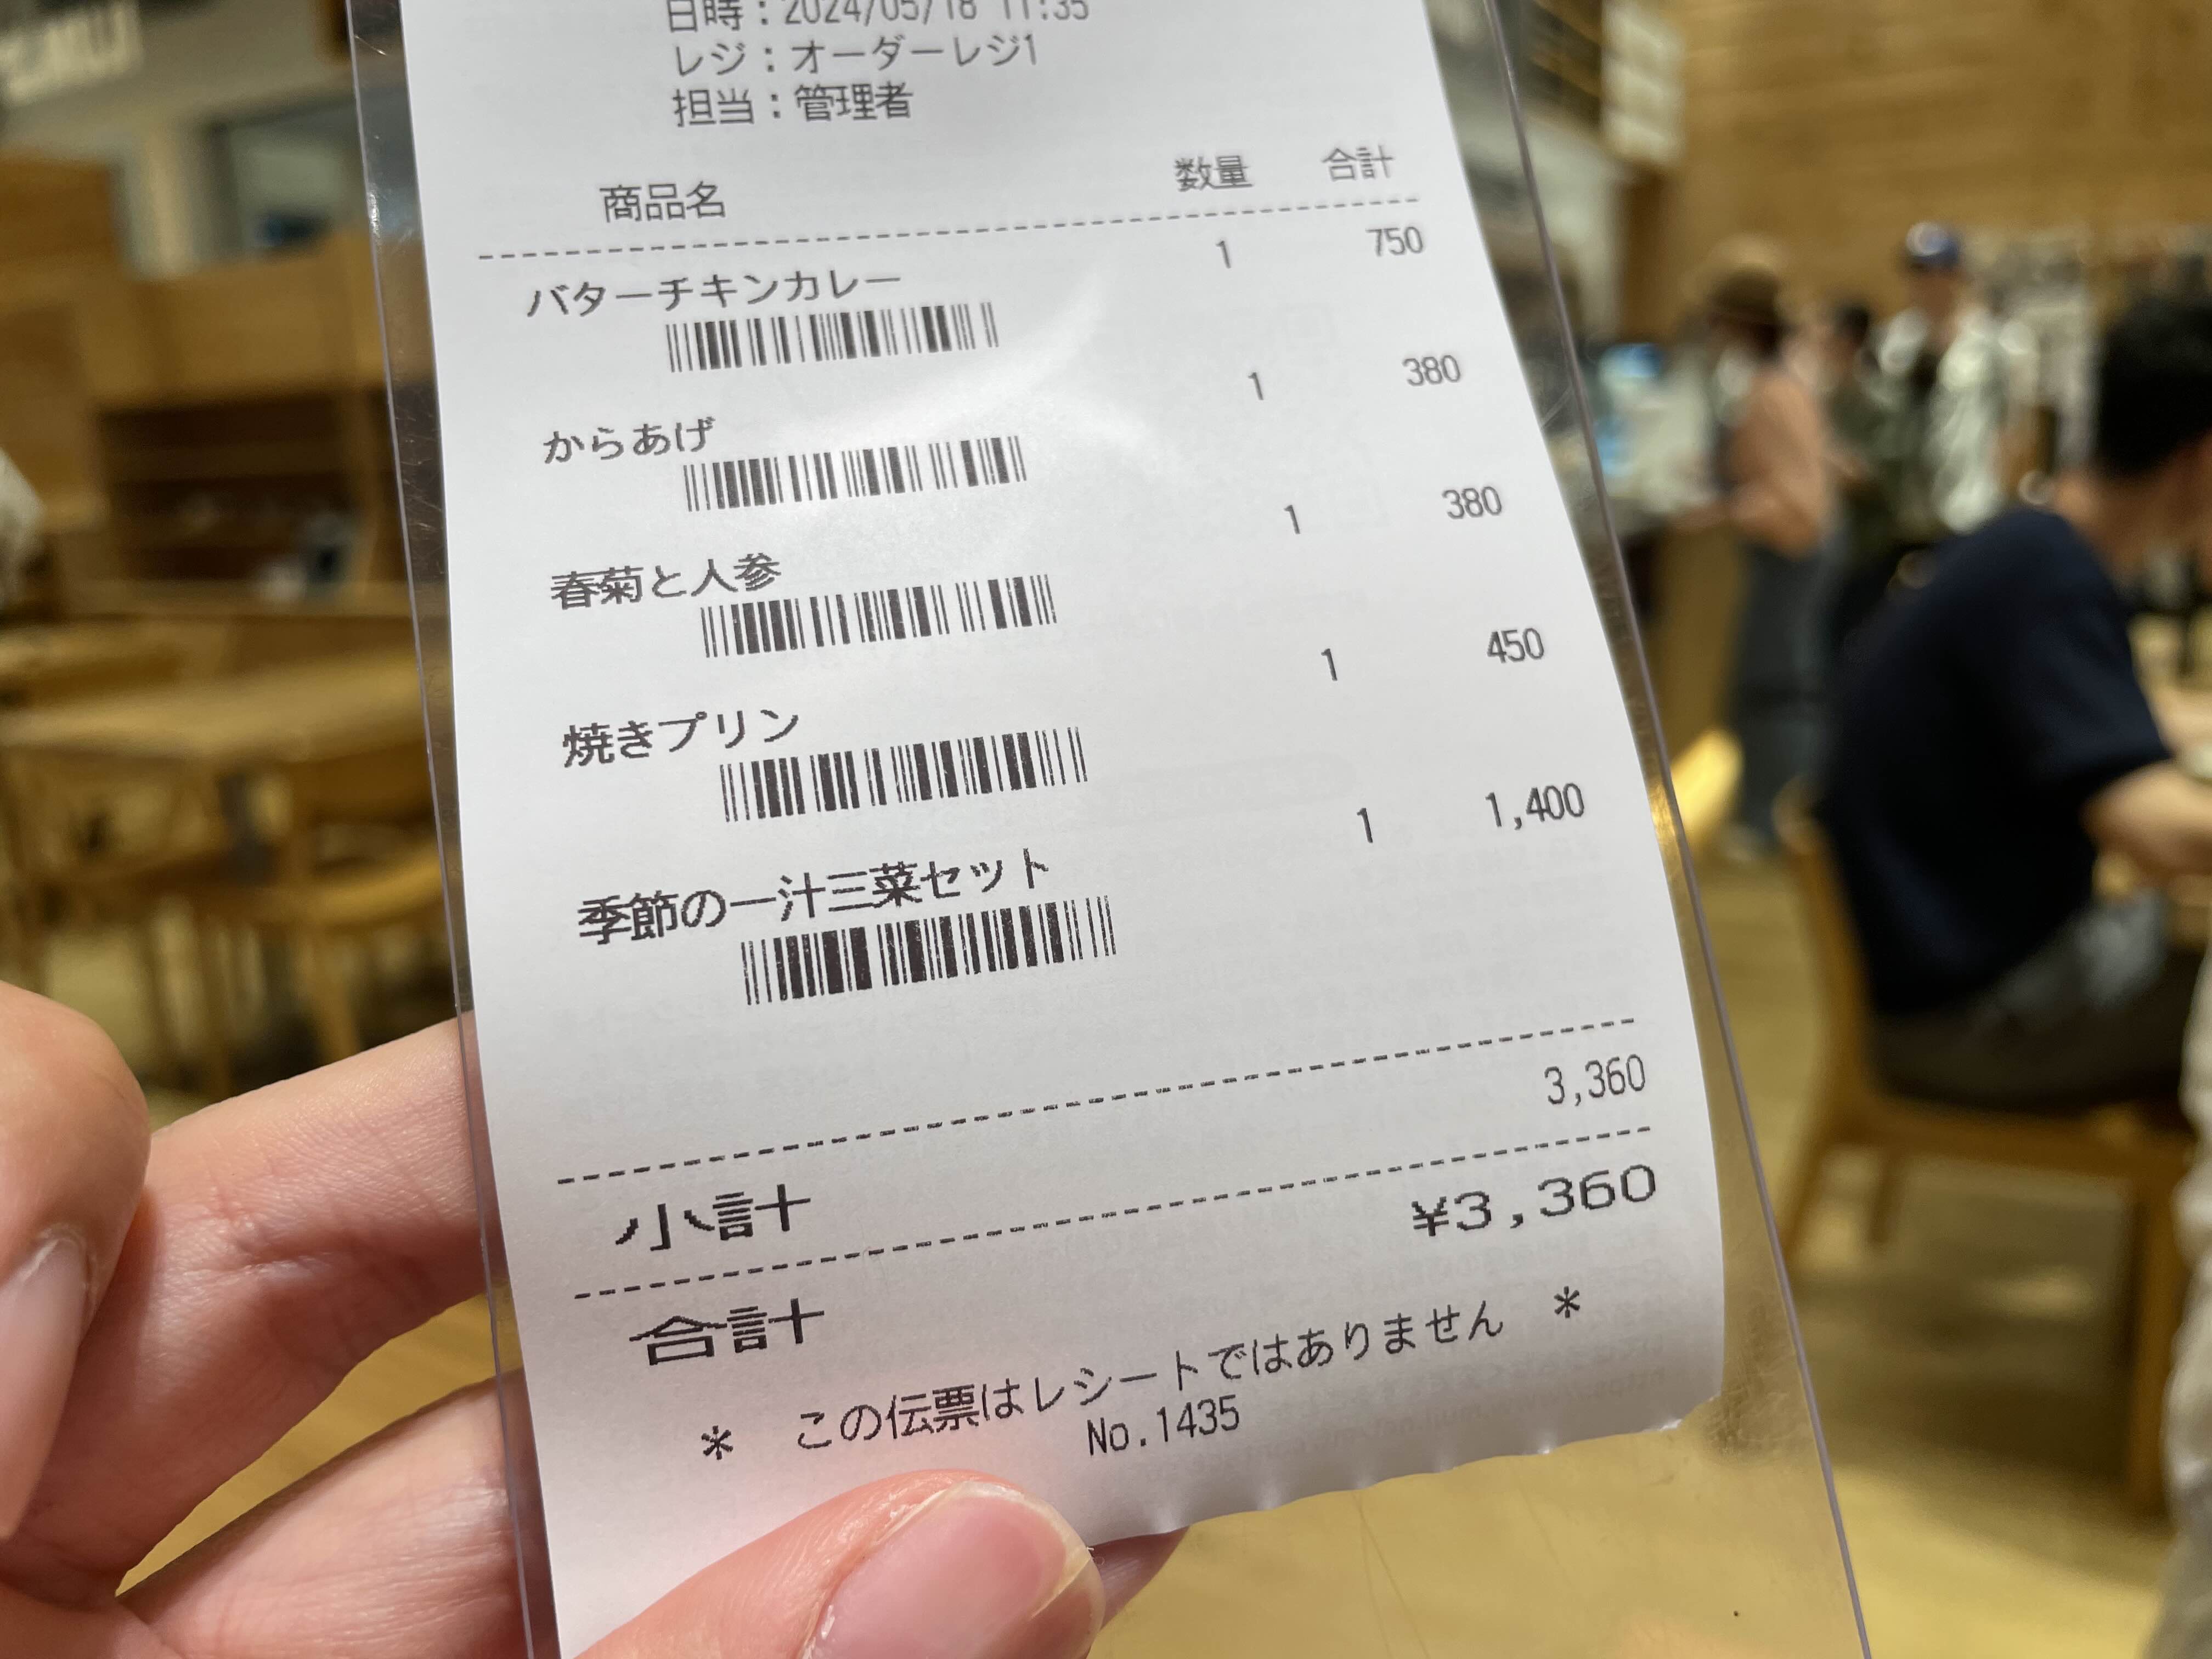 日時：2024/05/18 11:35
レジ：オーダーレジ1
担当：管理者
商品名 数量 合計
バターチキンカレー 1 750
からあげ 1 380
春菊と人参 1 380
焼きプリン 1 450
季節の一汁三菜セット 1 1,400
小計 3,360
合計 ¥3,360
* この伝票はレシートではありません *
No.1435